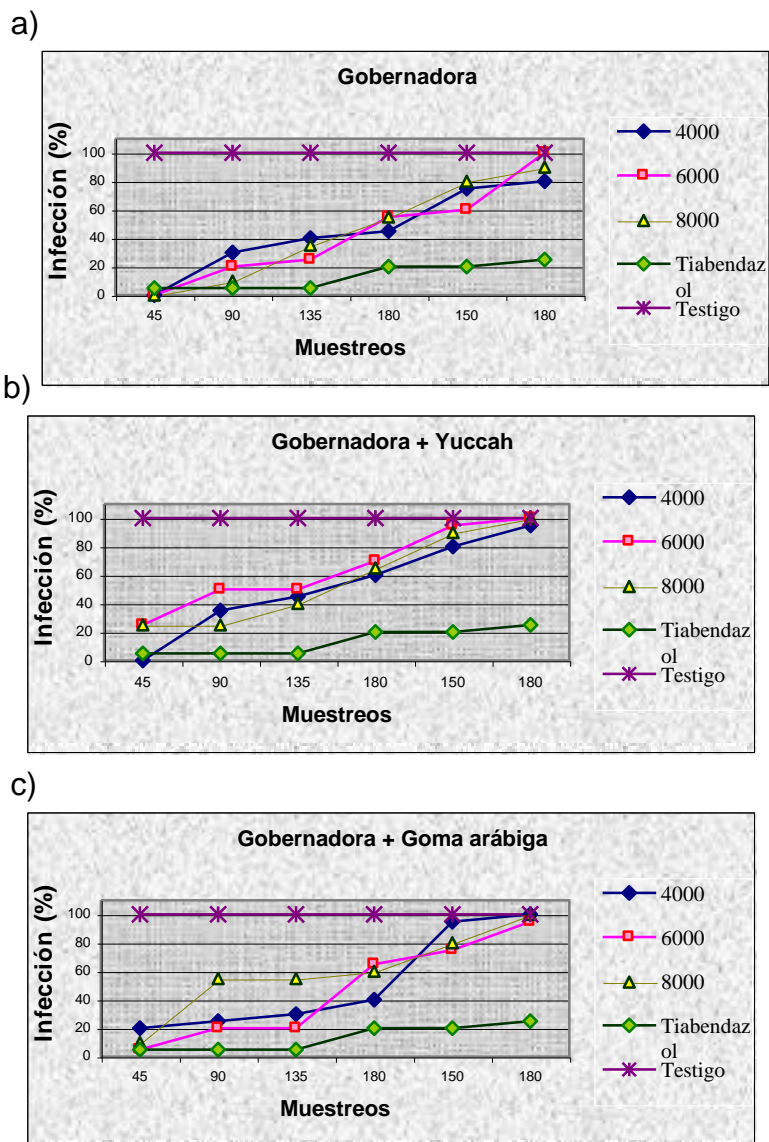 a)
Gobernadora
Infección (%)
100
80
60
40
20
0
45 90 135 180 150 180
Muestreos
4000
6000
8000
Tiabendaz
ol
Testigo
b)
Gobernadora + Yuccah
Infección (%)
100
80
60
40
20
0
45 90 135 180 150 180
Muestreos
4000
6000
8000
Tiabendaz
ol
Testigo
c)
Gobernadora + Goma arábiga
Infección (%)
100
80
60
40
20
0
45 90 135 180 150 180
Muestreos
4000
6000
8000
Tiabendaz
ol
Testigo